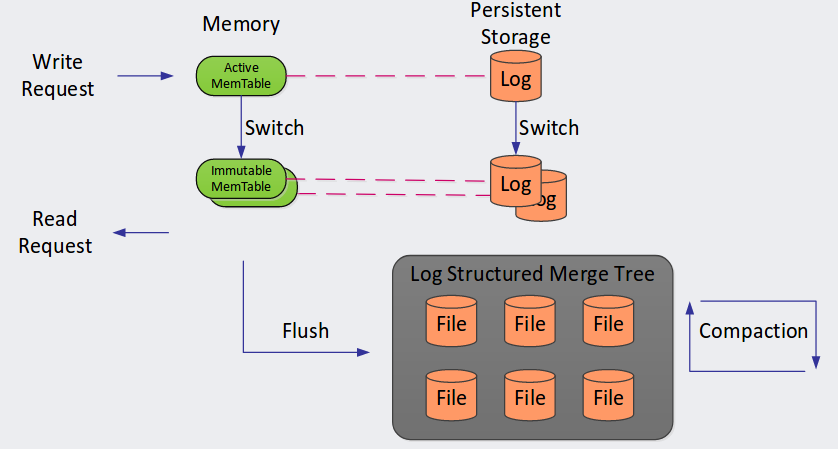 Memory
Persistent
Storage
Write
Request
Active
MemTable
Log
Switch
Switch
Immutable
MemTable
Log
og
Read
Request
Log Structured Merge Tree
File
File
File
Flush
Compaction
File
File
File